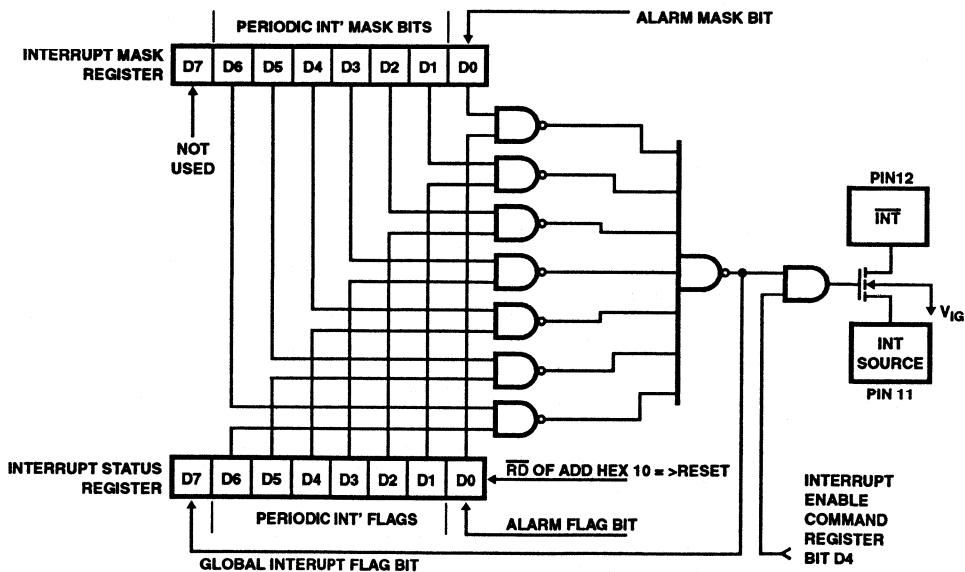 PERIODIC INT' MASK BITS
ALARM MASK BIT
INTERRUPT MASK
REGISTER
D7 D6 D5 D4 D3 D2 D1 D0
NOT
USED
PIN12
INT
V_IG
INT
SOURCE
PIN 11
INTERRUPT STATUS
REGISTER
D7 D6 D5 D4 D3 D2 D1 D0
RD OF ADD HEX 10 = >RESET
PERIODIC INT' FLAGS
ALARM FLAG BIT
GLOBAL INTERUPT FLAG BIT
INTERRUPT
ENABLE
COMMAND
REGISTER
BIT D4